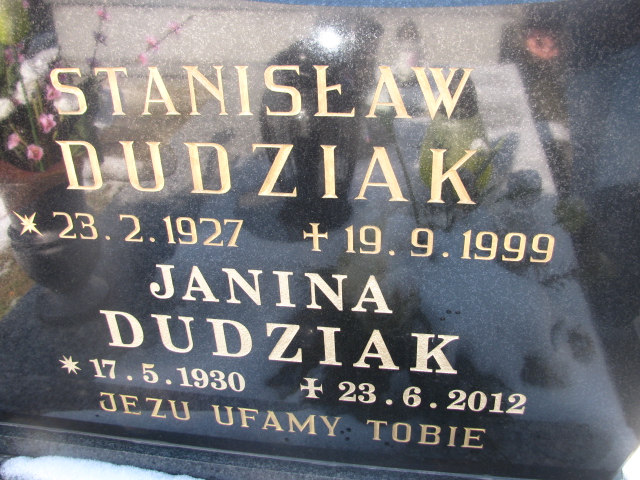 STANISŁAW
DUDZIAK
* 23.2.1927 ✝ 19.9.1999
JANINA
DUDZIAK
* 17.5.1930 ✝ 23.6.2012
JEZU UFAMY TOBIE